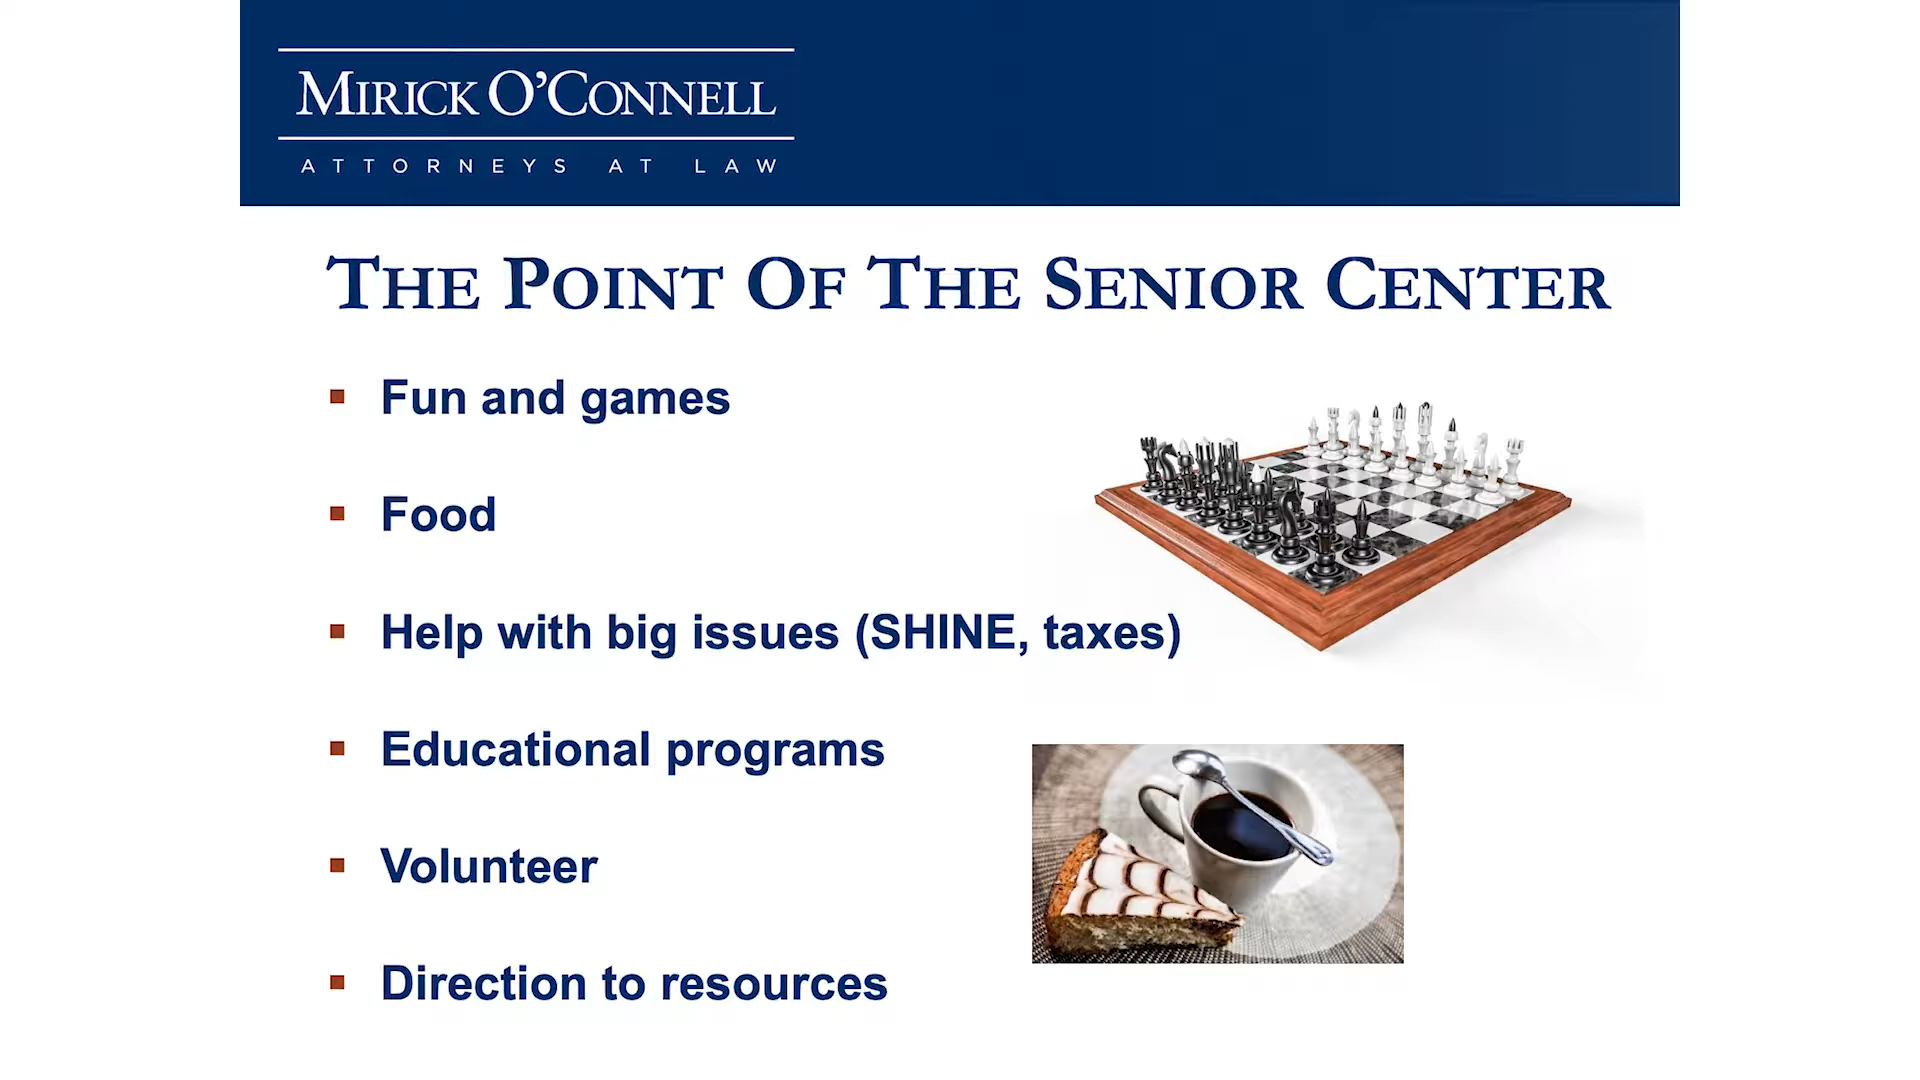 MIRICK O'CONNELL
ATTORNEYS AT LAW
THE POINT OF THE SENIOR CENTER
▪ Fun and games
▪ Food
▪ Help with big issues (SHINE, taxes)
▪ Educational programs
▪ Volunteer
▪ Direction to resources